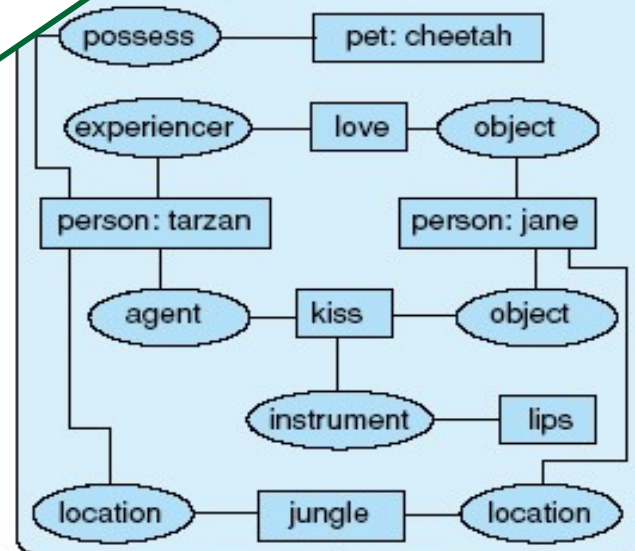 possess
pet: cheetah
experiencer
love
object
person: tarzan
person: jane
agent
kiss
object
instrument
lips
location
jungle
location